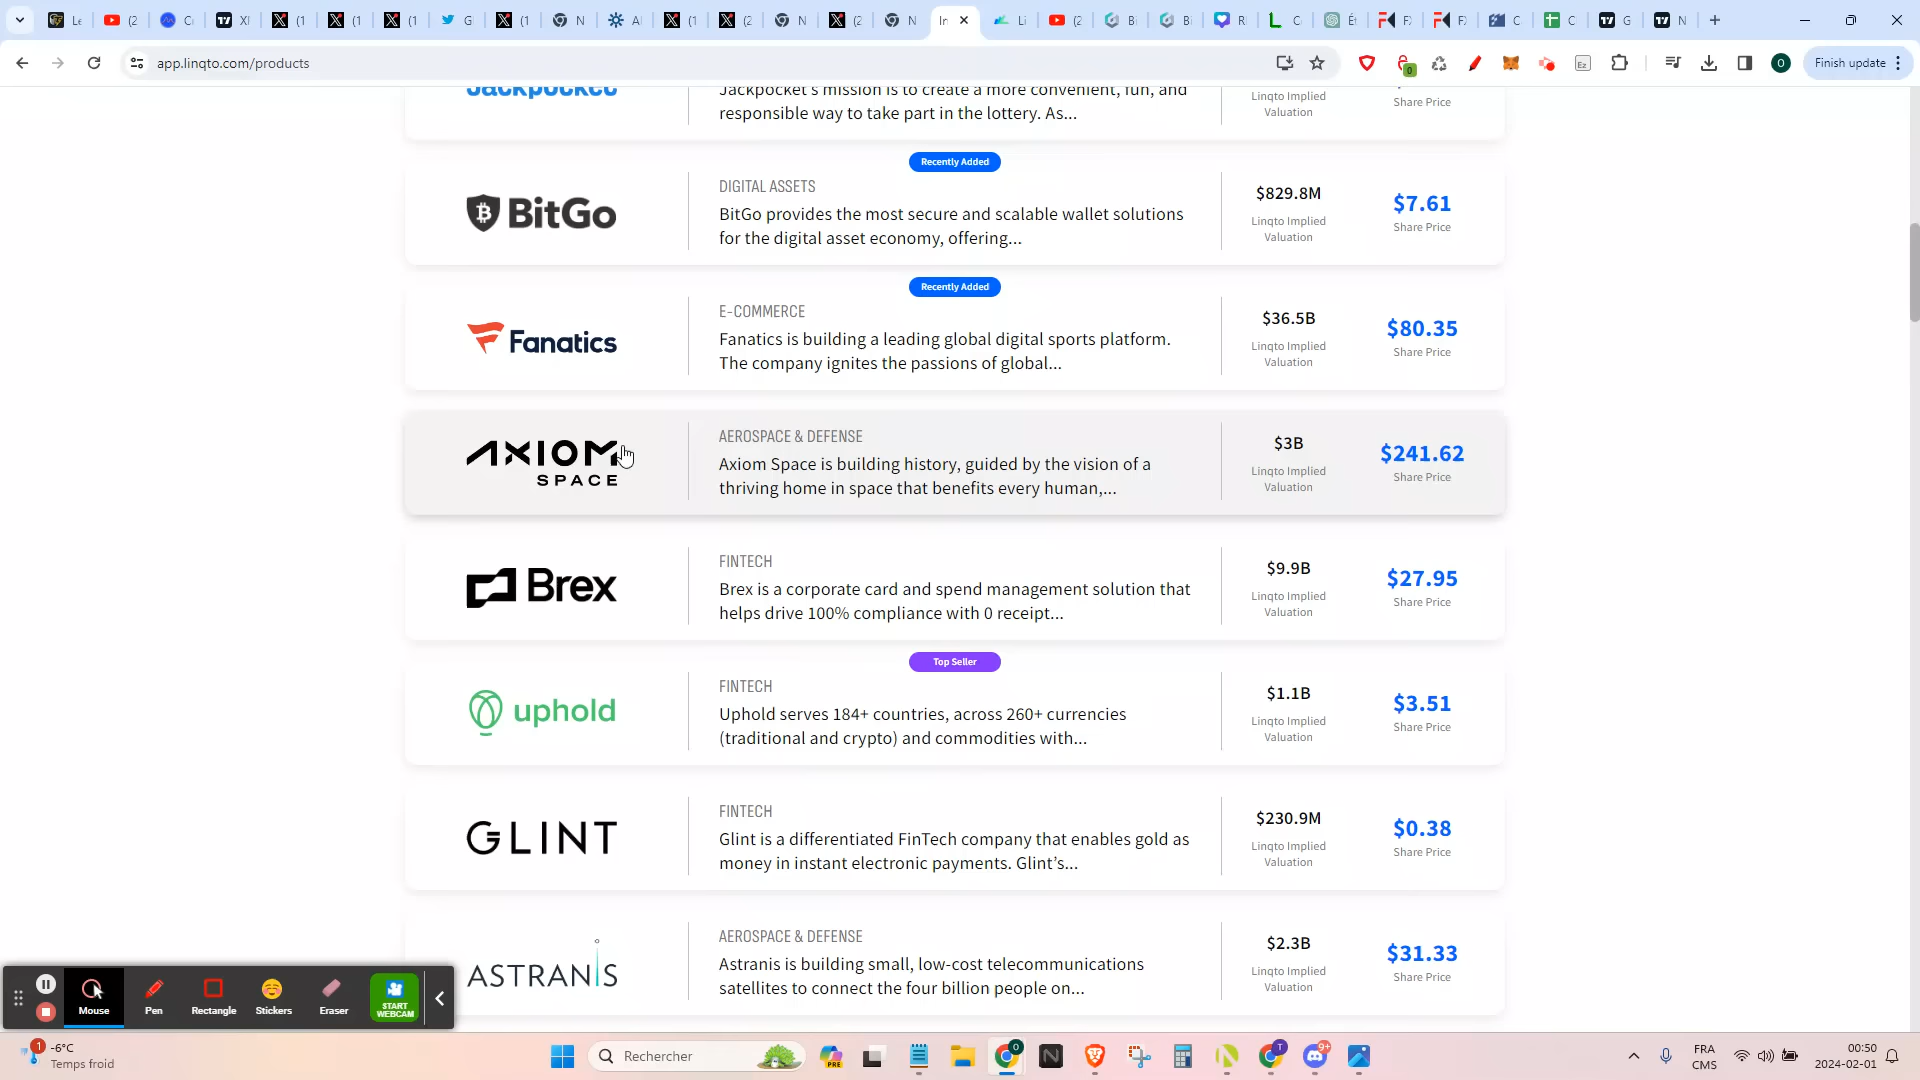 Finish update
app.linqto.com/products
Jackpocket
Jackpocket's mission is to create a more convenient, fun, and
responsible way to take part in the lottery. As...
Linqto Implied
Valuation
Share Price
Recently Added
BitGo
DIGITAL ASSETS
BitGo provides the most secure and scalable wallet solutions
for the digital asset economy, offering...
$829.8M
Linqto Implied
Valuation
$7.61
Share Price
Recently Added
Fanatics
E-COMMERCE
Fanatics is building a leading global digital sports platform.
The company ignites the passions of global...
$36.5B
Linqto Implied
Valuation
$80.35
Share Price
AXIOM
SPACE
AEROSPACE & DEFENSE
Axiom Space is building history, guided by the vision of a
thriving home in space that benefits every human,...
$3B
Linqto Implied
Valuation
$241.62
Share Price
Brex
FINTECH
Brex is a corporate card and spend management solution that
helps drive 100% compliance with 0 receipt...
$9.9B
Linqto Implied
Valuation
$27.95
Share Price
Top Seller
uphold
FINTECH
Uphold serves 184+ countries, across 260+ currencies
(traditional and crypto) and commodities with...
$1.1B
Linqto Implied
Valuation
$3.51
Share Price
GLINT
FINTECH
Glint is a differentiated FinTech company that enables gold as
money in instant electronic payments. Glint's...
$230.9M
Linqto Implied
Valuation
$0.38
Share Price
ASTRANIS
AEROSPACE & DEFENSE
Astranis is building small, low-cost telecommunications
satellites to connect the four billion people on...
$2.3B
Linqto Implied
Valuation
$31.33
Share Price
Mouse
Pen
Rectangle
Stickers
Eraser
START
WEBCAM
1
-6°C
Temps froid
Rechercher
PRE
FRA
CMS
00:50
2024-02-01